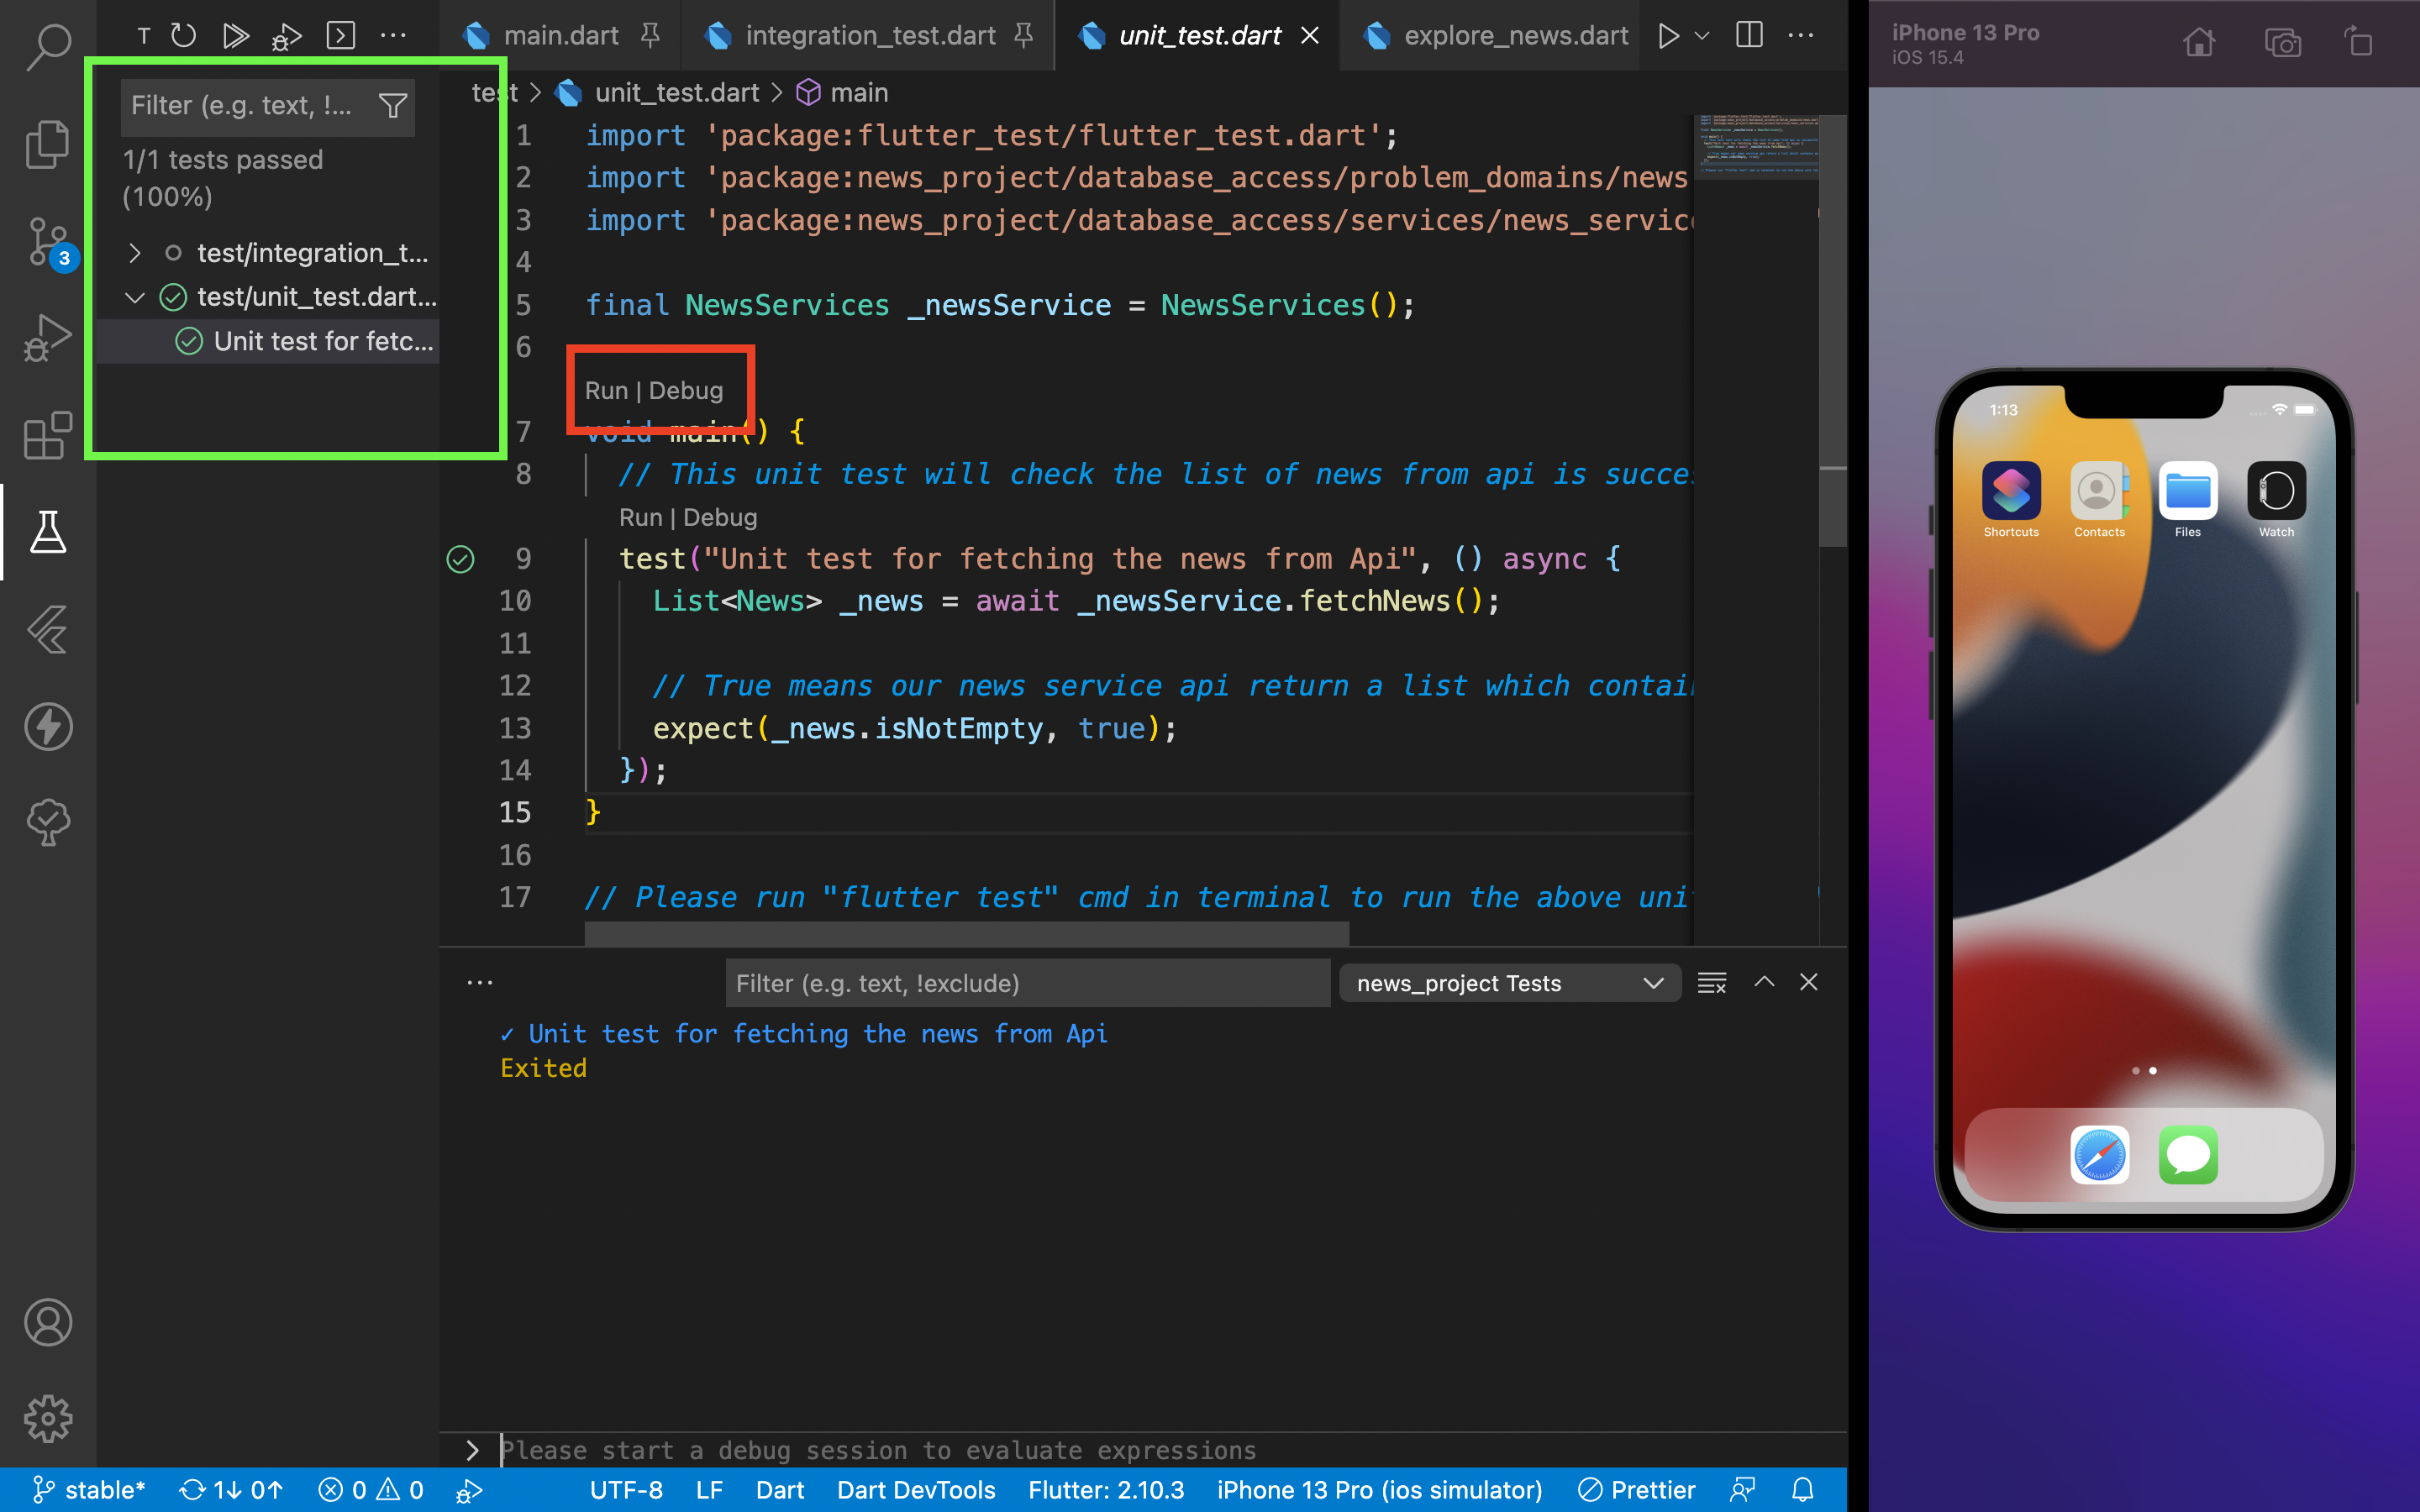 T
Filter (e.g. text, !...
1/1 tests passed
(100%)
test/integration_t...
test/unit_test.dart...
Unit test for fetc...
3
main.dart
integration_test.dart
unit_test.dart
explore_news.dart
test > unit_test.dart > main
1 import 'package:flutter_test/flutter_test.dart';
2 import 'package:news_project/database_access/problem_domains/news
3 import 'package:news_project/database_access/services/news_servic
4
5 final NewsServices _newsService = NewsServices();
6
Run | Debug
7 void main() {
8 // This unit test will check the list of news from api is succes
Run | Debug
9 test("Unit test for fetching the news from Api", () async {
10 List<News> _news = await _newsService.fetchNews();
11
12 // True means our news service api return a list which contai
13 expect(_news.isNotEmpty, true);
14 });
15 }
16
17 // Please run "flutter test" cmd in terminal to run the above uni
Filter (e.g. text, !exclude)
news_project Tests
✓ Unit test for fetching the news from Api
Exited
Please start a debug session to evaluate expressions
stable* 1↓ 0↑ 0 0 UTF-8 LF Dart Dart DevTools Flutter: 2.10.3 iPhone 13 Pro (ios simulator) Prettier
iPhone 13 Pro
iOS 15.4
1:13
Shortcuts
Contacts
Files
Watch